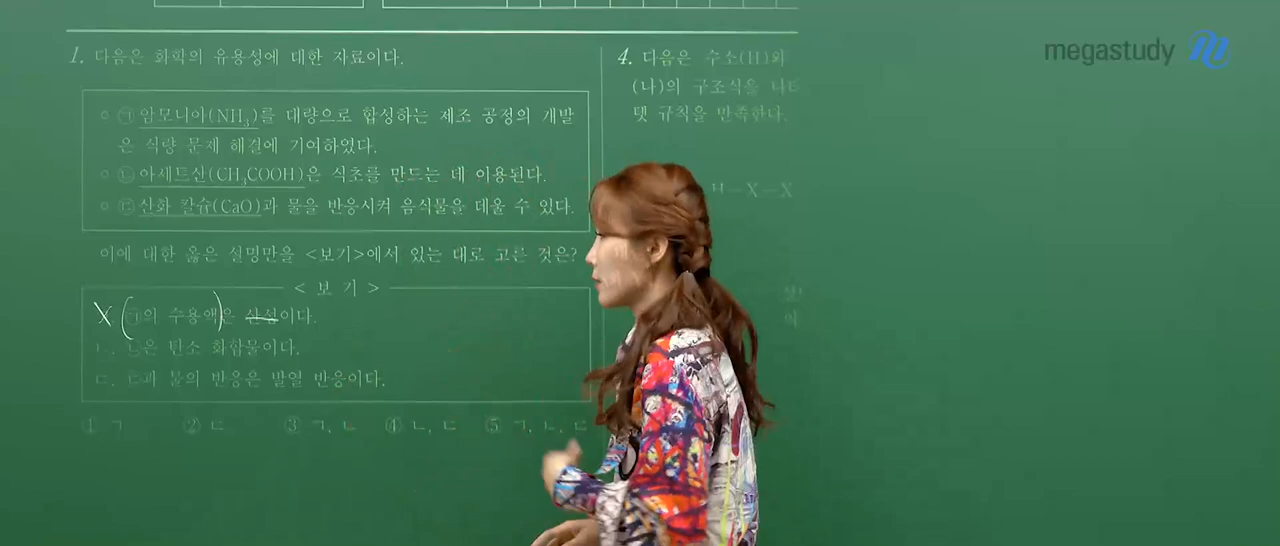 megastudy
1. 다음은 화학의 유용성에 대한 자료이다.
○ ㉠ 암모니아(NH₃)를 대량으로 합성하는 제조 공정의 개발
은 식량 문제 해결에 기여하였다.
○ ㉡ 아세트산(CH₃COOH)은 식초를 만드는 데 이용된다.
○ ㉢ 산화 칼슘(CaO)과 물을 반응시켜 음식물을 데울 수 있다.
이에 대한 옳은 설명만을 <보기>에서 있는 대로 고른 것은?
< 보 기 >
X (㉠의 수용액)은 산성이다.
ㄴ. ㉡은 탄소 화합물이다.
ㄷ. ㉢과 물의 반응은 발열 반응이다.
① ㄱ ② ㄷ ③ ㄱ, ㄴ ④ ㄴ, ㄷ ⑤ ㄱ, ㄴ, ㄷ
4. 다음은 수소(H)와
(나)의 구조식을
텟 규칙을 만족한다.
H-X-X